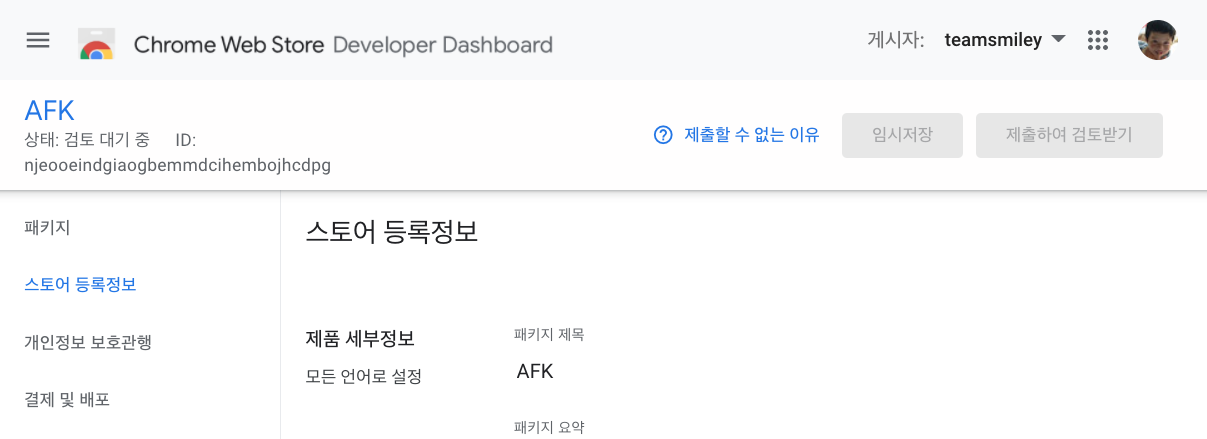 Chrome Web Store Developer Dashboard
게시자: teamsmiley
AFK
상태: 검토 대기 중 ID:
njeooeindgiaogbemmdcihembojhcdpg
제출할 수 없는 이유
임시저장
제출하여 검토받기
패키지
스토어 등록정보
개인정보 보호관행
결제 및 배포
스토어 등록정보
제품 세부정보
모든 언어로 설정
패키지 제목
AFK
패키지 요약